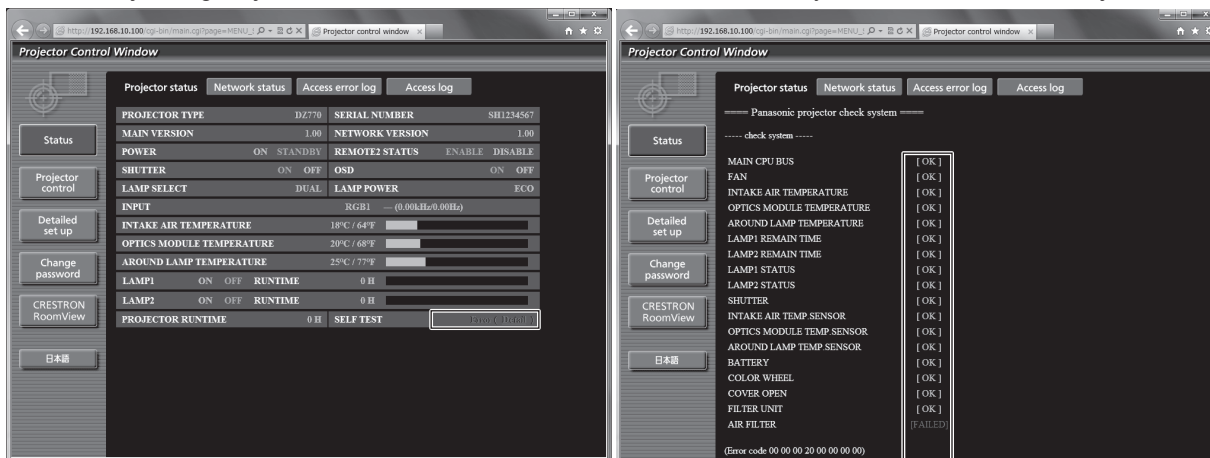 http://192.168.10.100/cgi-bin/main.cgi?page=MENU_S
Projector control window
Projector Control Window
Projector status Network status Access error log Access log
Status
Projector control
Detailed set up
Change password
CRESTRON RoomView
日本語
PROJECTOR TYPE DZ770 SERIAL NUMBER SH1234567
MAIN VERSION 1.00 NETWORK VERSION 1.00
POWER ON STANDBY REMOTE2 STATUS ENABLE DISABLE
SHUTTER ON OFF OSD ON OFF
LAMP SELECT DUAL LAMP POWER ECO
INPUT RGB1 — (0.00kHz/0.00Hz)
INTAKE AIR TEMPERATURE 18°C / 64°F
OPTICS MODULE TEMPERATURE 20°C / 68°F
AROUND LAMP TEMPERATURE 25°C / 77°F
LAMP1 ON OFF RUNTIME 0 H
LAMP2 ON OFF RUNTIME 0 H
PROJECTOR RUNTIME 0 H SELF TEST Error ( Detail )
http://192.168.10.100/cgi-bin/main.cgi?page=MENU_S
Projector control window
Projector Control Window
Projector status Network status Access error log Access log
Status
Projector control
Detailed set up
Change password
CRESTRON RoomView
日本語
==== Panasonic projector check system ====
----- check system -----
MAIN CPU BUS [ OK ]
FAN [ OK ]
INTAKE AIR TEMPERATURE [ OK ]
OPTICS MODULE TEMPERATURE [ OK ]
AROUND LAMP TEMPERATURE [ OK ]
LAMP1 REMAIN TIME [ OK ]
LAMP2 REMAIN TIME [ OK ]
LAMP1 STATUS [ OK ]
LAMP2 STATUS [ OK ]
SHUTTER [ OK ]
INTAKE AIR TEMP.SENSOR [ OK ]
OPTICS MODULE TEMP.SENSOR [ OK ]
AROUND LAMP TEMP.SENSOR [ OK ]
BATTERY [ OK ]
COLOR WHEEL [ OK ]
COVER OPEN [ OK ]
FILTER UNIT [ OK ]
AIR FILTER [FAILED]
(Error code 00 00 00 20 00 00 00 00)